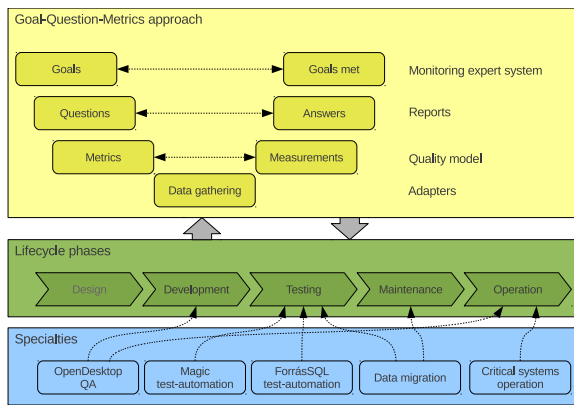 Goal-Question-Metrics approach
Goals
Goals met
Monitoring expert system
Questions
Answers
Reports
Metrics
Measurements
Quality model
Data gathering
Adapters
Lifecycle phases
Design
Development
Testing
Maintenance
Operation
Specialties
OpenDesktop
QA
Magic
test-automation
ForrásSQL
test-automation
Data migration
Critical systems
operation